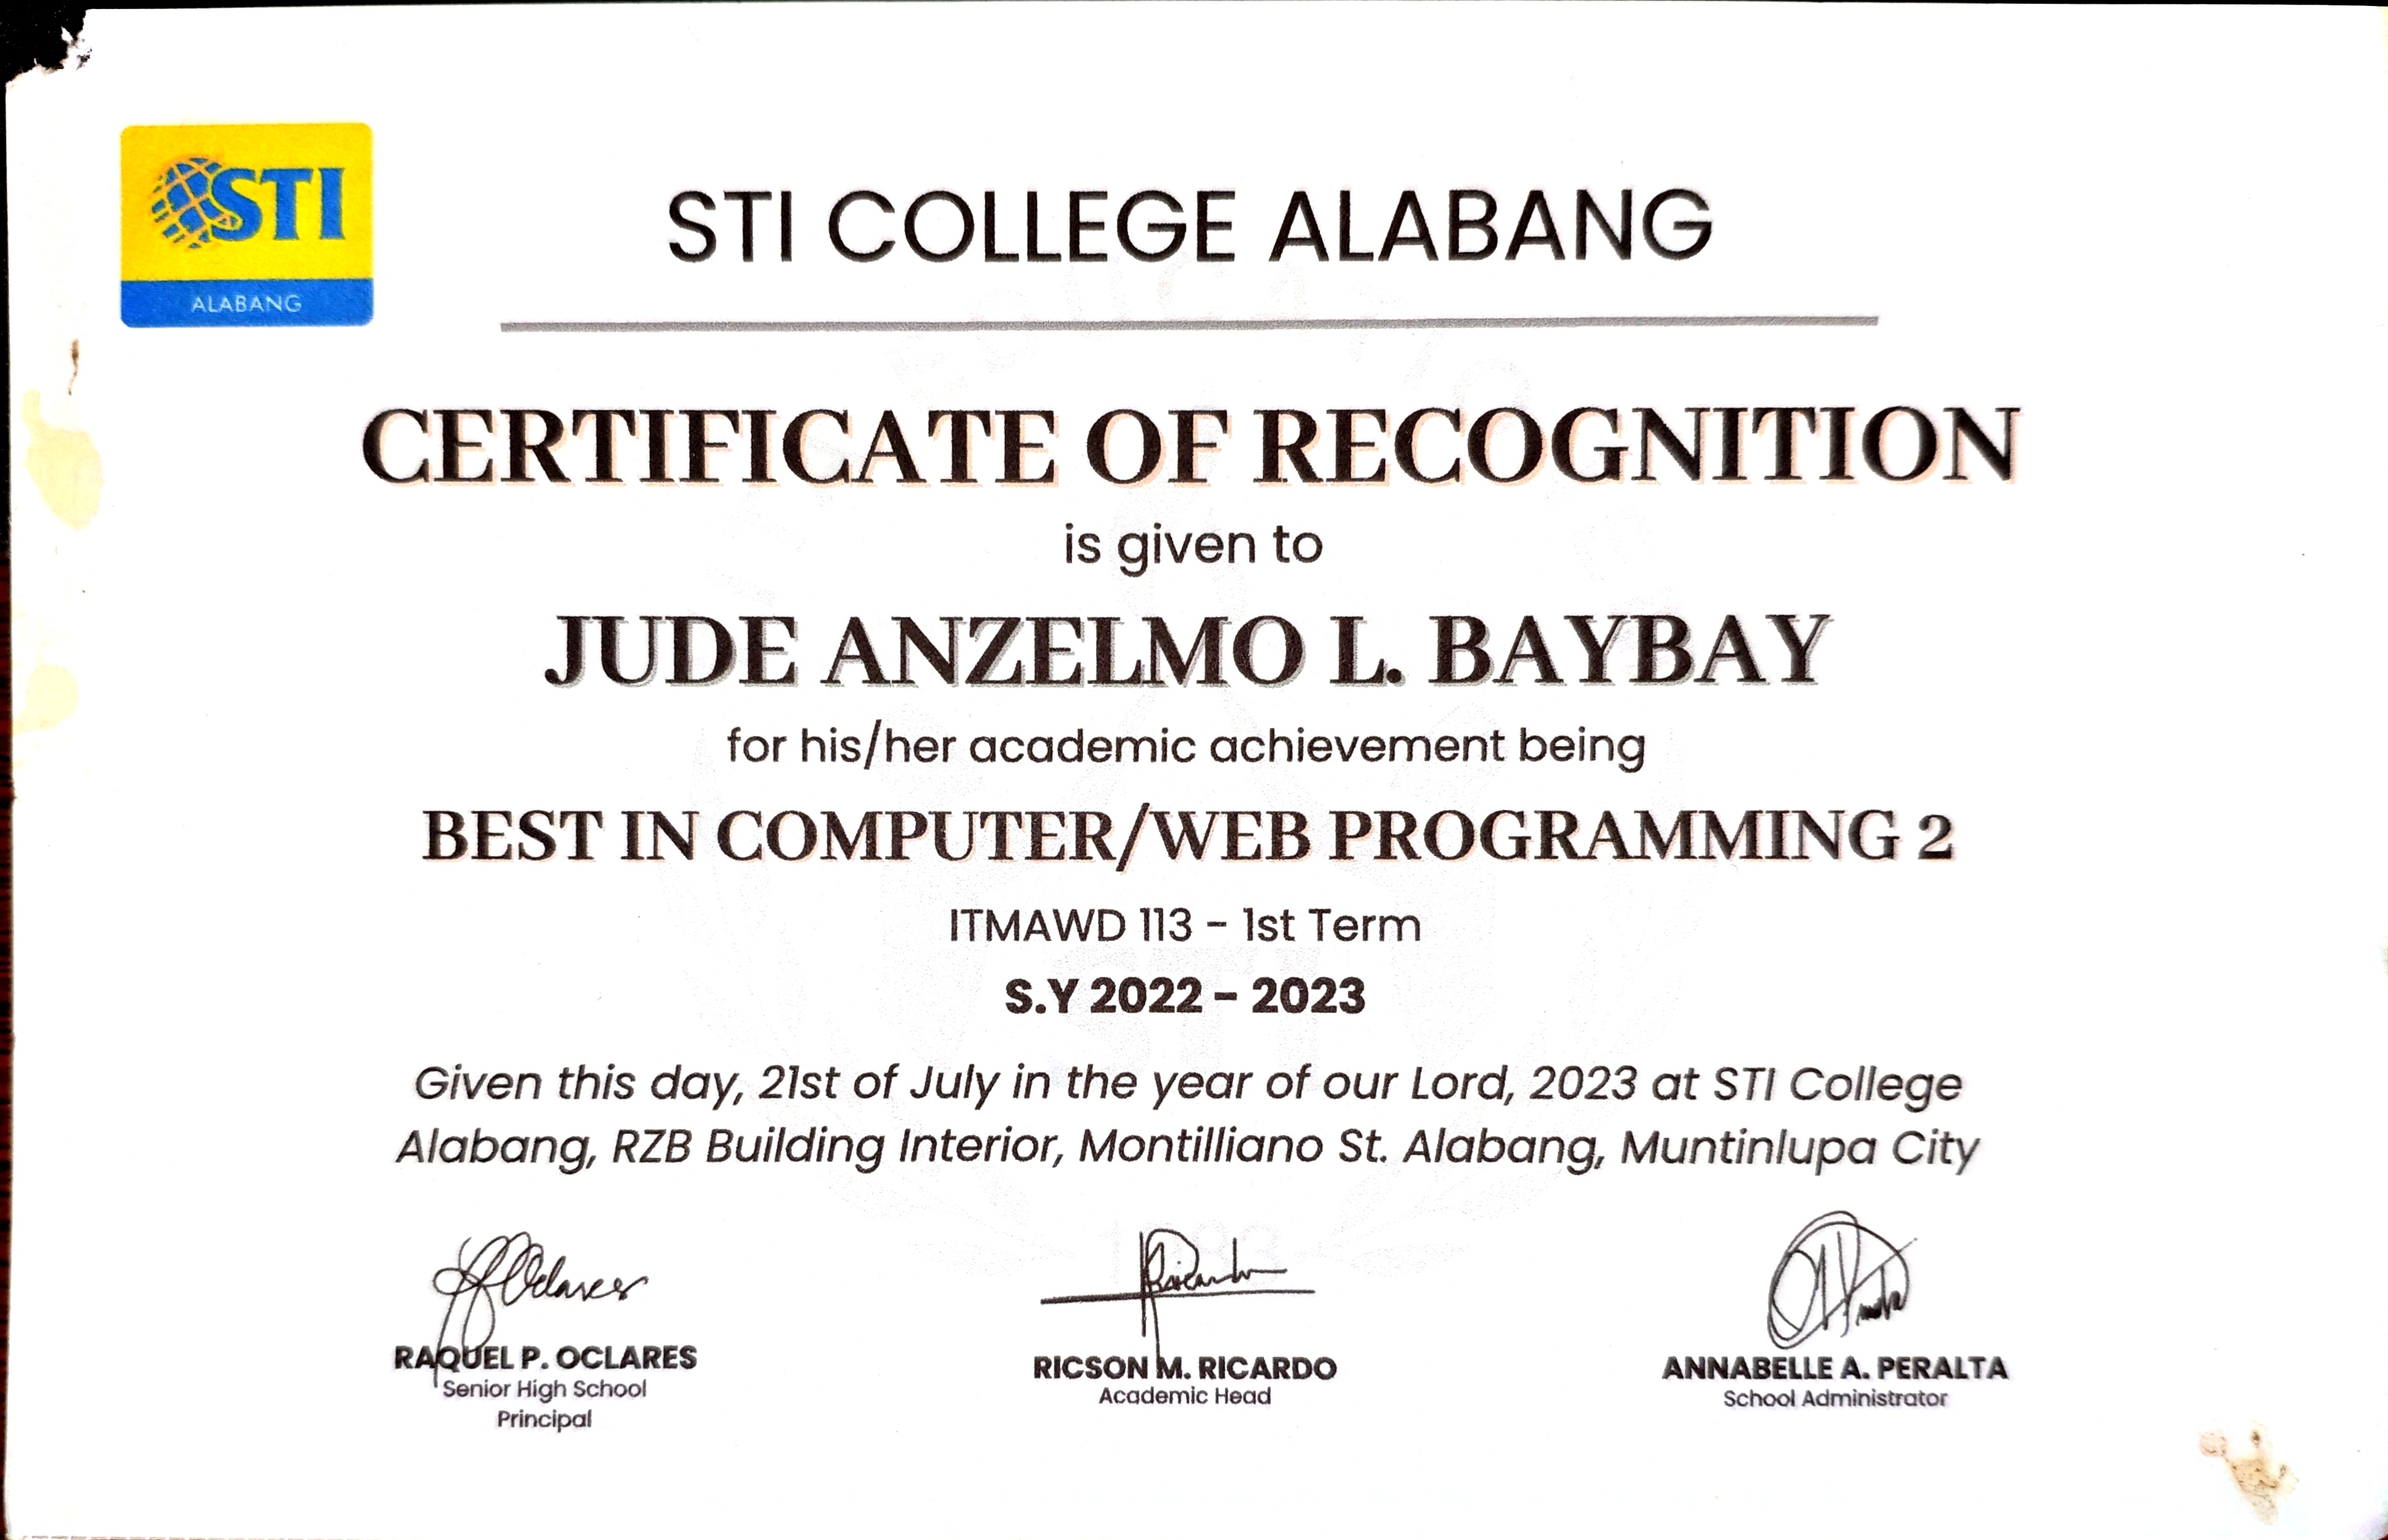 STI
ALABANG
STI COLLEGE ALABANG
CERTIFICATE OF RECOGNITION
is given to
JUDE ANZELMO L. BAYBAY
for his/her academic achievement being
BEST IN COMPUTER/WEB PROGRAMMING 2
ITMAWD 113 - 1st Term
S.Y 2022 - 2023
Given this day, 21st of July in the year of our Lord, 2023 at STI College
Alabang, RZB Building Interior, Montilliano St. Alabang, Muntinlupa City
RAQUEL P. OCLARES
Senior High School
Principal
RICSON M. RICARDO
Academic Head
ANNABELLE A. PERALTA
School Administrator